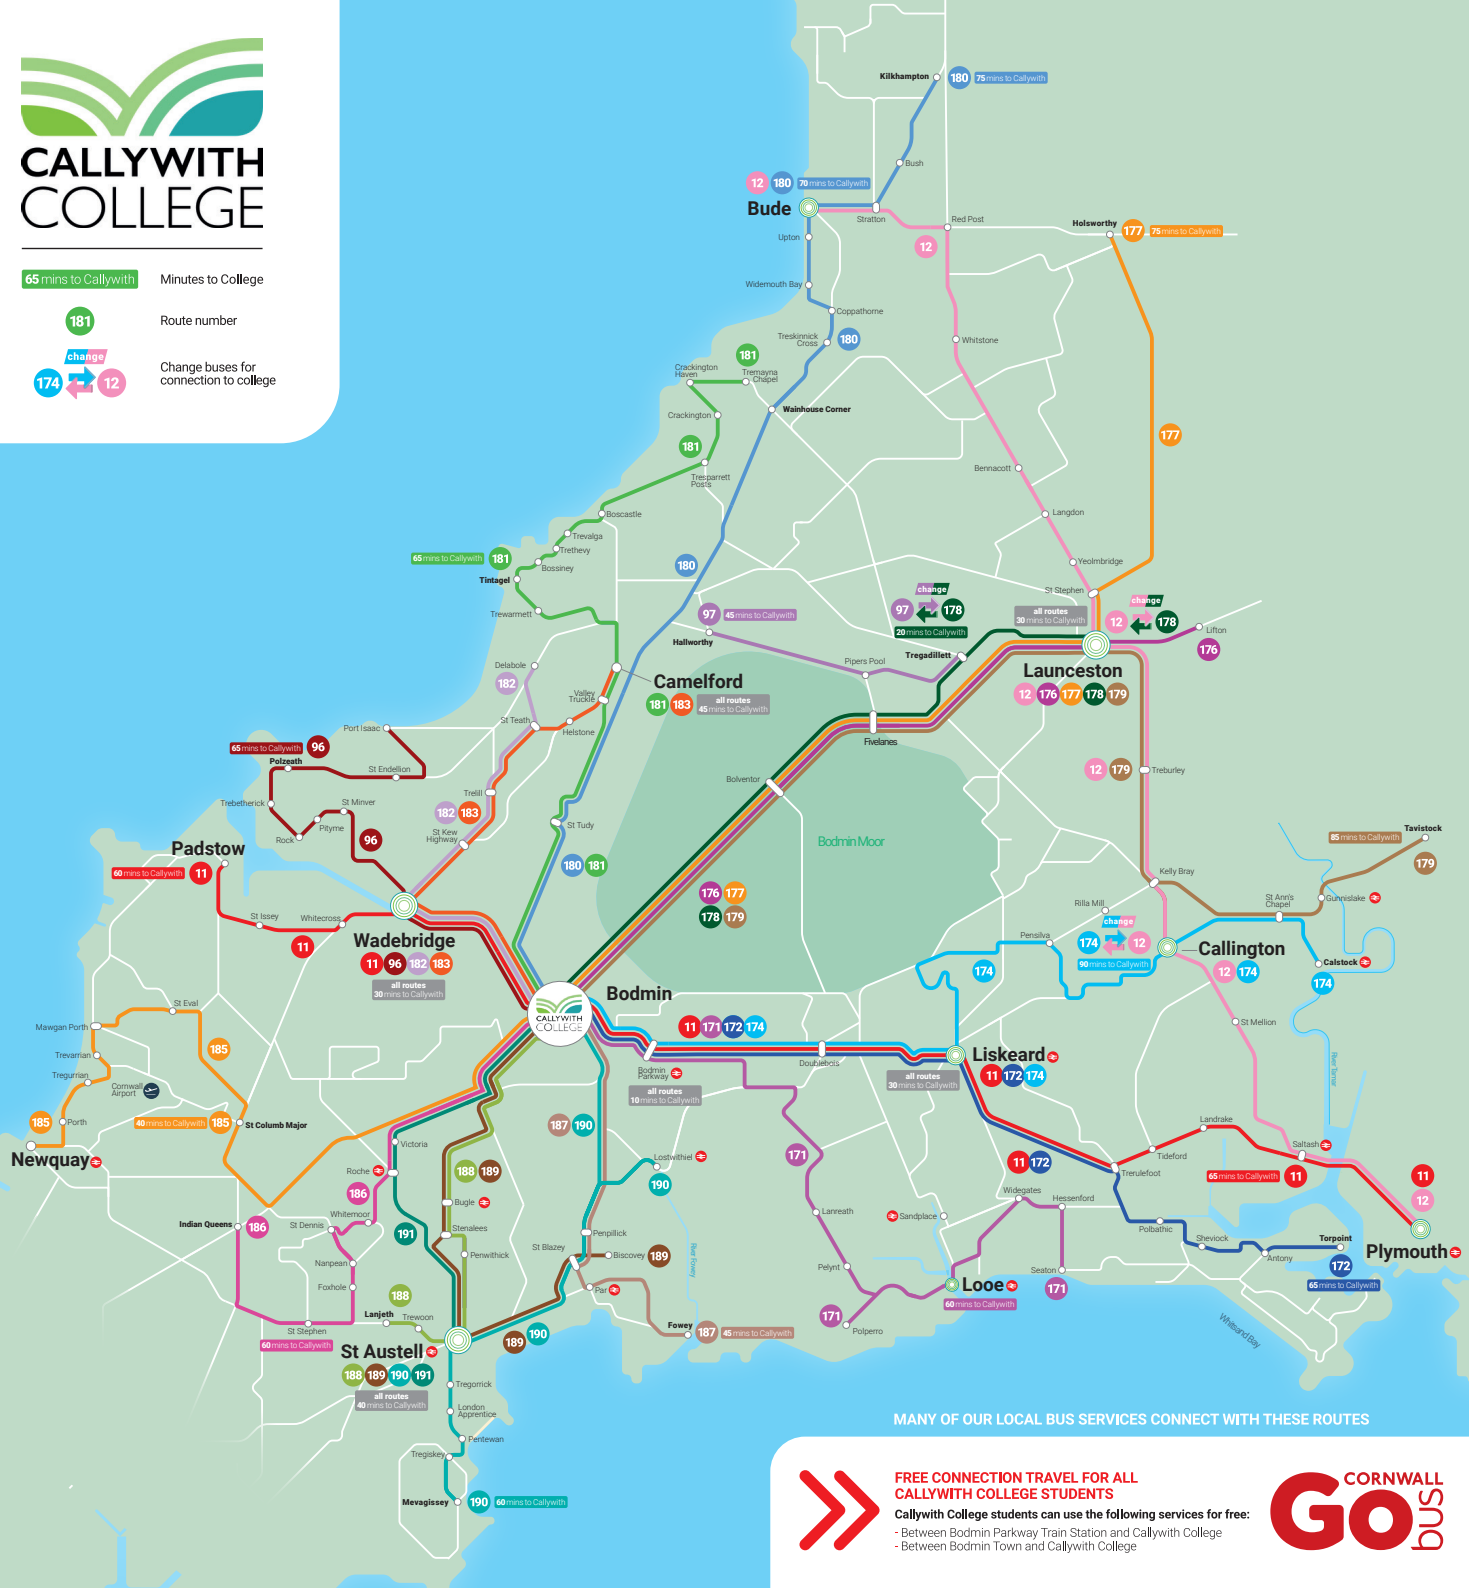 CALLYWITH
COLLEGE
65 mins to Callywith
Minutes to College
181
Route number
change
174
12
Change buses for
connection to college
Kilkhampton
180
75 mins to Callywith
Bush
12
180
70 mins to Callywith
Bude
Stratton
Red Post
12
Holsworthy
177
75 mins to Callywith
Upton
Widemouth Bay
Coppathorne
Treskinnick
Cross
180
Whitstone
181
Crackington
Haven
Tremayna
Chapel
Crackington
Wainhouse Corner
181
177
Tresparrett
Posts
Bennacott
Boscastle
Langdon
Trevalga
Trethevy
65 mins to Callywith
181
Bossiney
180
Yeolmbridge
Tintagel
St Stephen
Trewarmett
97
45 mins to Callywith
Hallworthy
change
97
178
20 mins to Callywith
all routes
30 mins to Callywith
change
12
178
Lifton
176
Tregadillett
Pipers Pool
Launceston
12
176
177
178
179
Delabole
182
Camelford
181
183
all routes
45 mins to Callywith
Valley
Truckle
St Teath
Helstone
Fivelanes
Port Isaac
65 mins to Callywith
96
Polzeath
St Endellion
Bolventor
12
179
Treburley
Trebetherick
St Minver
Pityme
Rock
96
Trelill
182
183
St Kew
Highway
St Tudy
Bodmin Moor
Tavistock
85 mins to Callywith
179
Padstow
60 mins to Callywith
11
180
181
Kelly Bray
176
177
178
179
St Issey
Whitecross
11
Wadebridge
11
96
182
183
all routes
30 mins to Callywith
Rilla Mill
change
174
12
90 mins to Callywith
Pensilva
174
Callington
12
174
St Ann's
Chapel
Gunnislake
Calstock
174
Bodmin
CALLYWITH
COLLEGE
St Eval
Mawgan Porth
185
Trevarrian
Tregurrian
Cornwall
Airport
11
171
172
174
Doublebois
Bodmin
Parkway
all routes
10 mins to Callywith
Liskeard
11
172
174
all routes
30 mins to Callywith
St Mellion
River Tamar
185
Porth
Newquay
40 mins to Callywith
185
St Columb Major
Victoria
187
190
Lostwithiel
190
188
189
Roche
186
Bugle
171
11
172
Trerulefoot
Tideford
Landrake
Saltash
65 mins to Callywith
11
11
12
Plymouth
Indian Queens
186
St Dennis
Whitemoor
191
Stenalees
Penwithick
Nanpean
Foxhole
Penpillick
St Blazey
Biscovey
189
River Fowey
Sandplace
Widegates
Hessenford
Lanreath
Polbathic
Sheviock
Antony
Torpoint
172
65 mins to Callywith
Pelynt
Looe
60 mins to Callywith
Seaton
171
171
Polperro
Whitsand Bay
188
Lanjeth
Trewoon
St Stephen
60 mins to Callywith
Par
Fowey
187
45 mins to Callywith
189
190
St Austell
188
189
190
191
all routes
40 mins to Callywith
Tregorrick
London
Apprentice
Pentewan
Tregiskey
Mevagissey
190
60 mins to Callywith
MANY OF OUR LOCAL BUS SERVICES CONNECT WITH THESE ROUTES
FREE CONNECTION TRAVEL FOR ALL
CALLYWITH COLLEGE STUDENTS
Callywith College students can use the following services for free:
- Between Bodmin Parkway Train Station and Callywith College
- Between Bodmin Town and Callywith College
GO
CORNWALL
bus